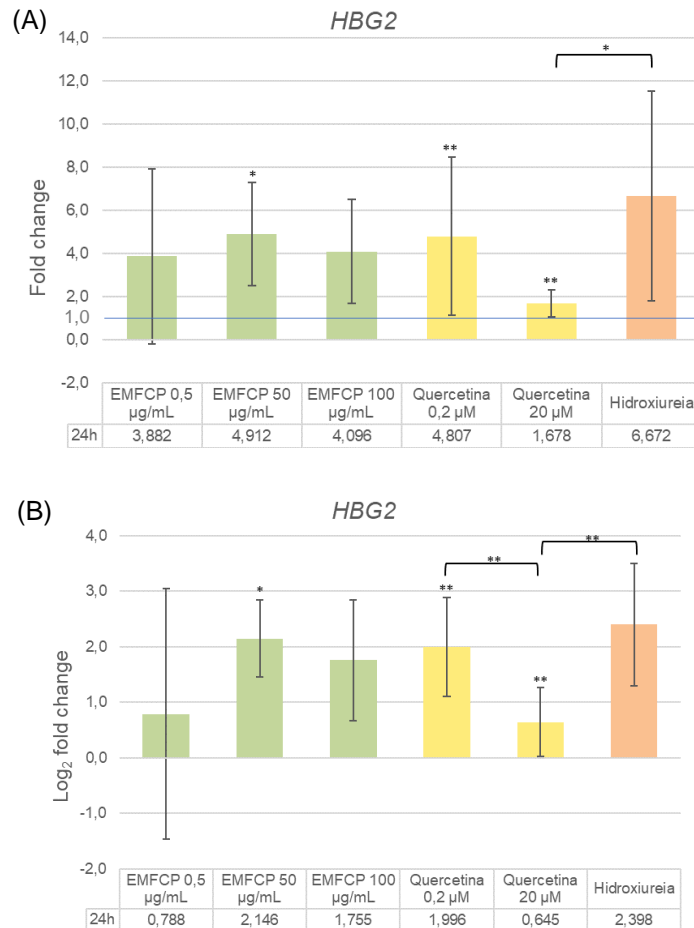 (A)
HBG2
14,0
12,0
10,0
8,0
6,0
4,0
2,0
1,0
0,0
-2,0
Fold change
*
**
**
*
EMFCP 0,5 µg/mL EMFCP 50 µg/mL EMFCP 100 µg/mL Quercetina 0,2 µM Quercetina 20 µM Hidroxiureia
24h 3,882 4,912 4,096 4,807 1,678 6,672
(B)
HBG2
4,0
3,0
2,0
1,0
0,0
-1,0
-2,0
Log₂ fold change
*
**
**
**
**
EMFCP 0,5 µg/mL EMFCP 50 µg/mL EMFCP 100 µg/mL Quercetina 0,2 µM Quercetina 20 µM Hidroxiureia
24h 0,788 2,146 1,755 1,996 0,645 2,398